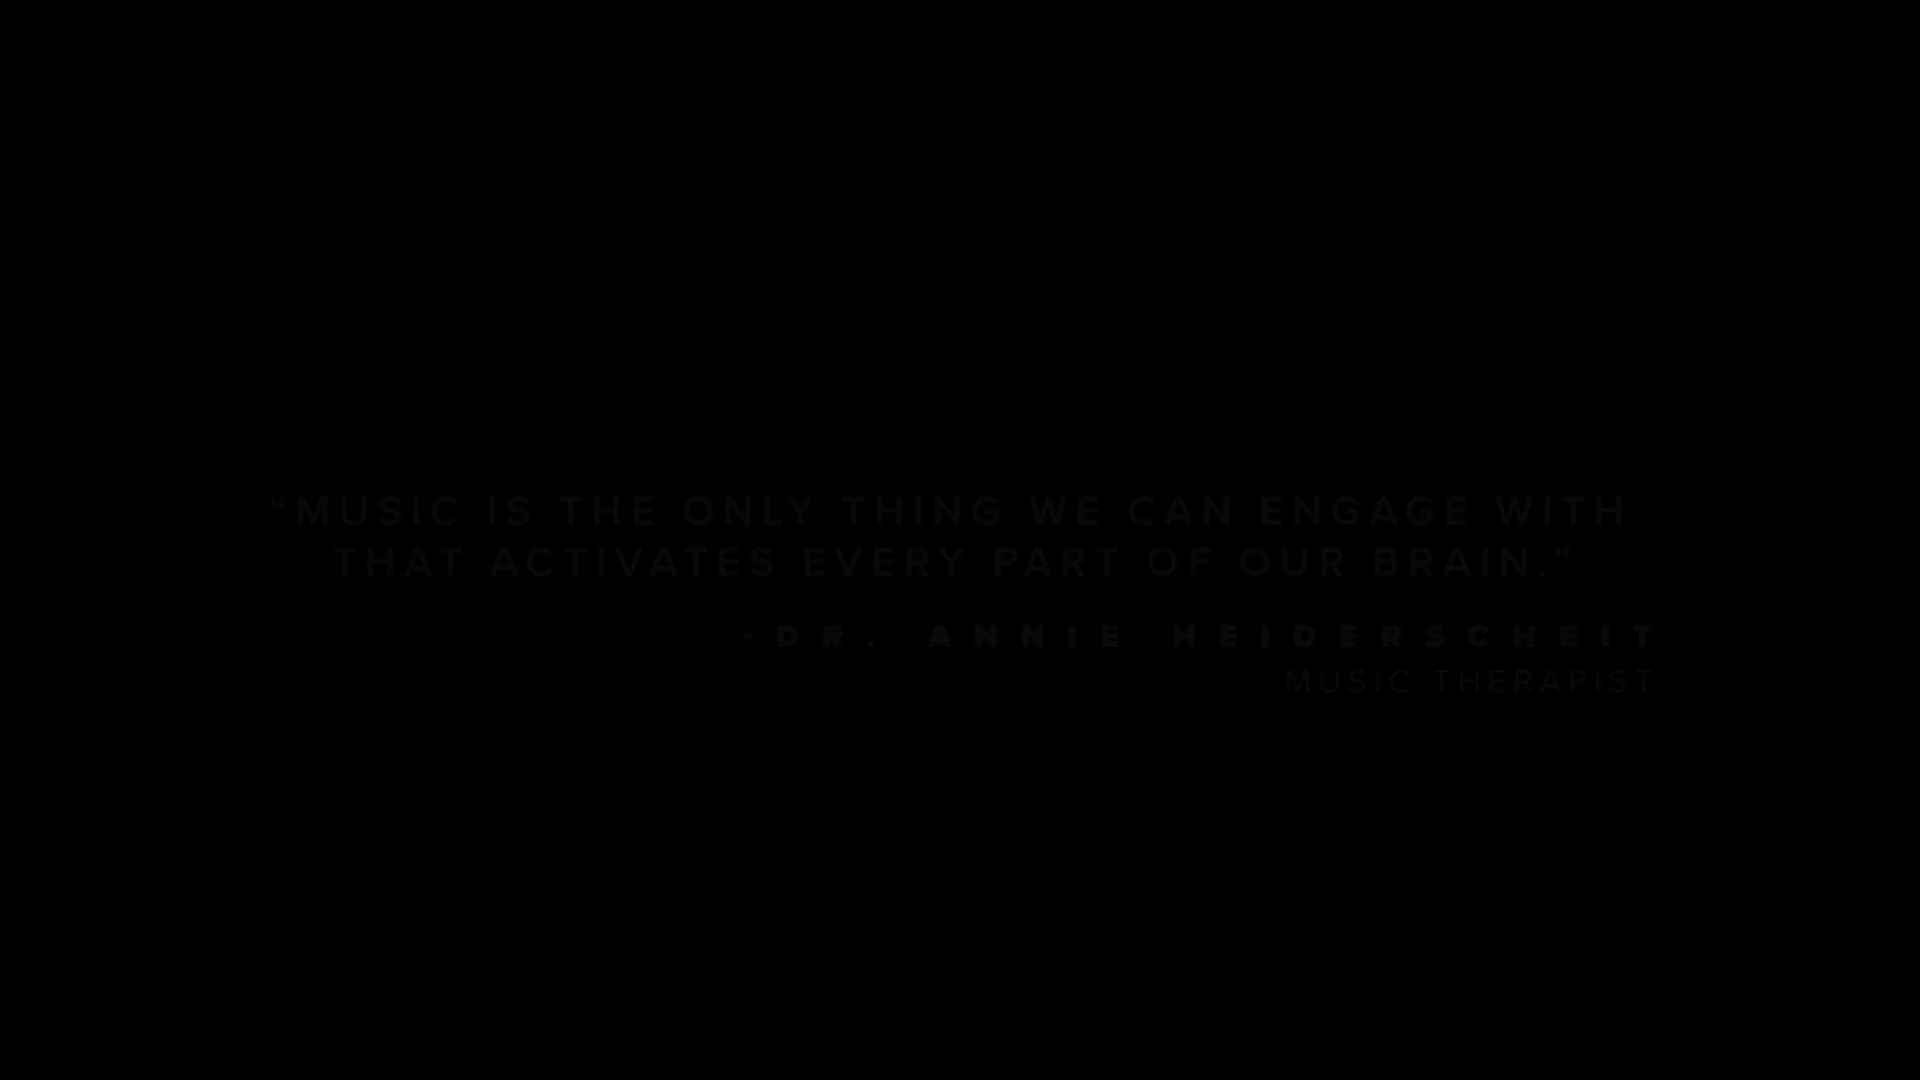 “MUSIC IS THE ONLY THING WE CAN ENGAGE WITH
THAT ACTIVATES EVERY PART OF OUR BRAIN.”
- DR. ANNIE HEIDERSCHEIT
MUSIC THERAPIST